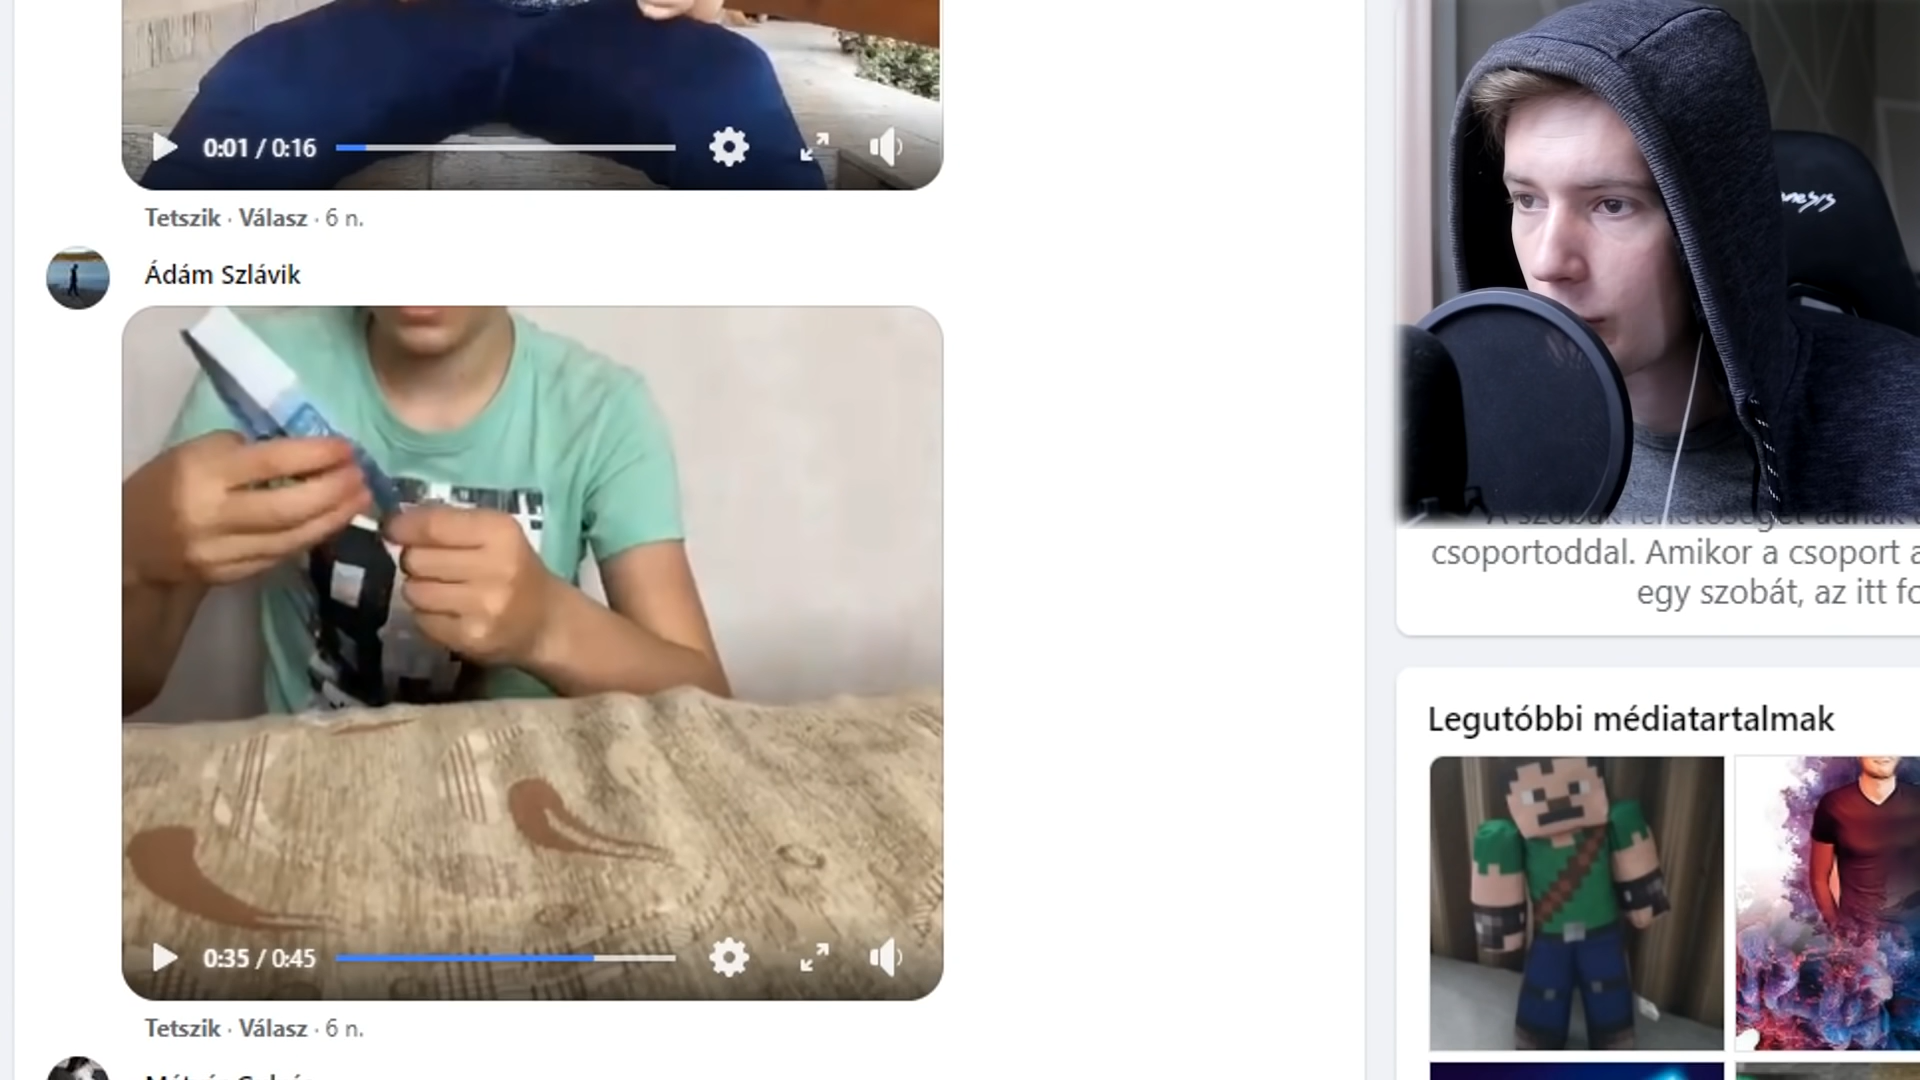 0:01 / 0:16
Tetszik · Válasz · 6 n.
Ádám Szlávik
0:35 / 0:45
Tetszik · Válasz · 6 n.
csoportoddal. Amikor a csoport a
egy szobát, az itt fo
Legutóbbi médiatartalmak